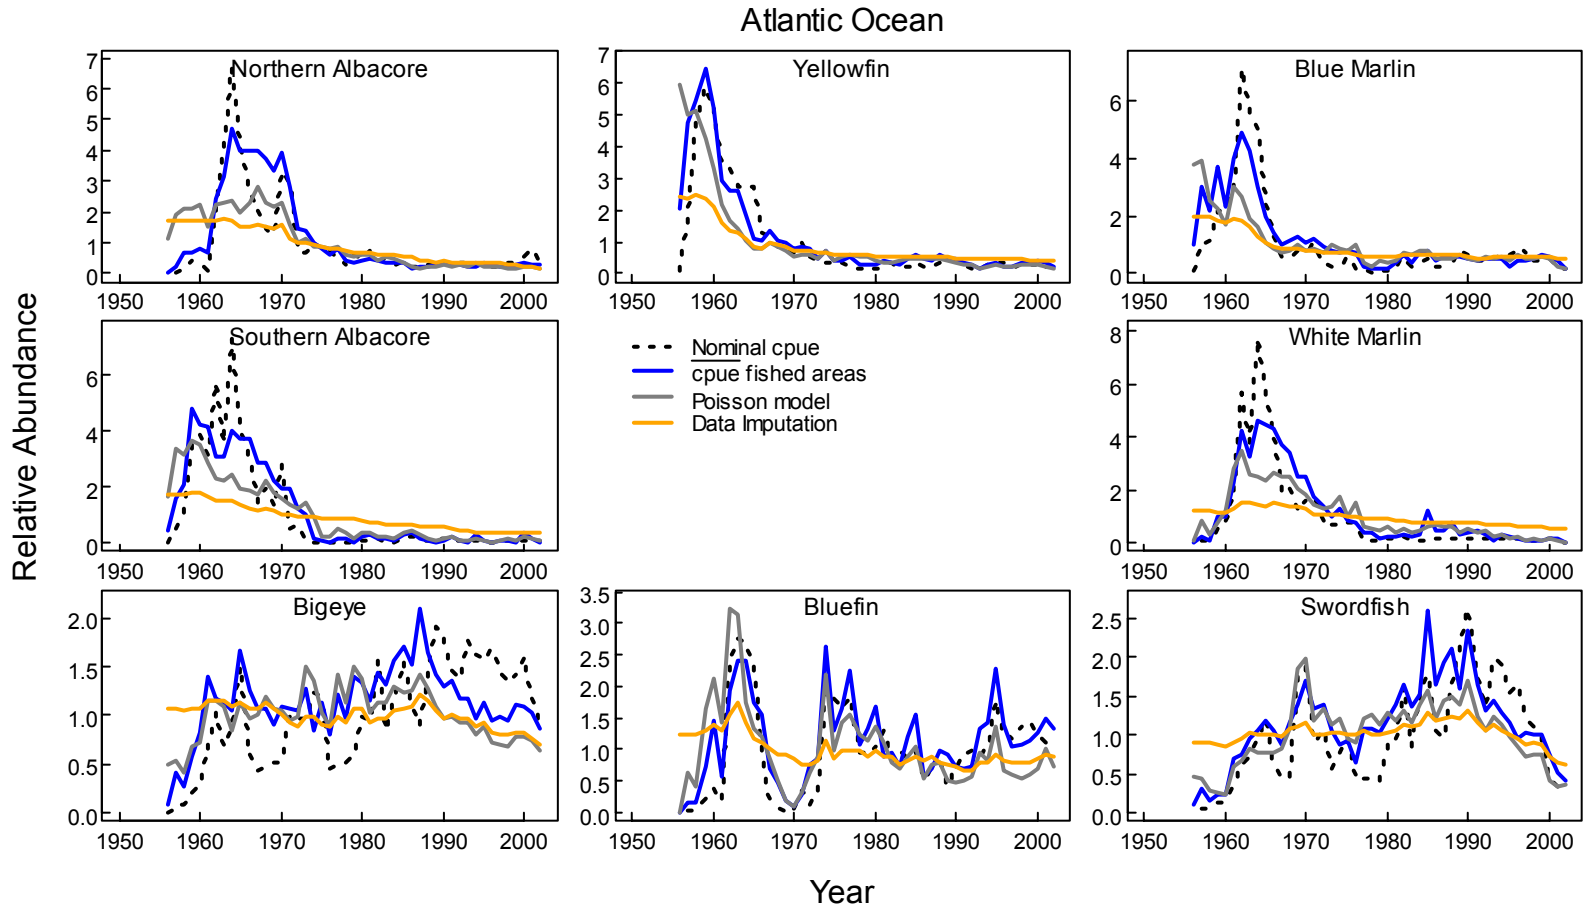 Atlantic Ocean
Relative Abundance
Northern Albacore
7
6
5
4
3
2
1
0
1950 1960 1970 1980 1990 2000
Yellowfin
7
6
5
4
3
2
1
0
1950 1960 1970 1980 1990 2000
Blue Marlin
6
4
2
0
1950 1960 1970 1980 1990 2000
Southern Albacore
6
4
2
0
1950 1960 1970 1980 1990 2000
Nominal cpue
cpue fished areas
Poisson model
Data Imputation
White Marlin
8
6
4
2
0
1950 1960 1970 1980 1990 2000
Bigeye
2.0
1.5
1.0
0.5
0.0
1950 1960 1970 1980 1990 2000
Bluefin
3.5
3.0
2.5
2.0
1.5
1.0
0.5
0.0
1950 1960 1970 1980 1990 2000
Swordfish
2.5
2.0
1.5
1.0
0.5
0.0
1950 1960 1970 1980 1990 2000
Year